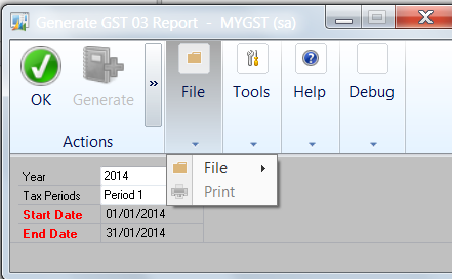 Generate GST 03 Report - MYGST (sa)
OK
Generate
»
File
Tools
Help
Debug
Actions
File
Print
Year 2014
Tax Periods Period 1
Start Date 01/01/2014
End Date 31/01/2014